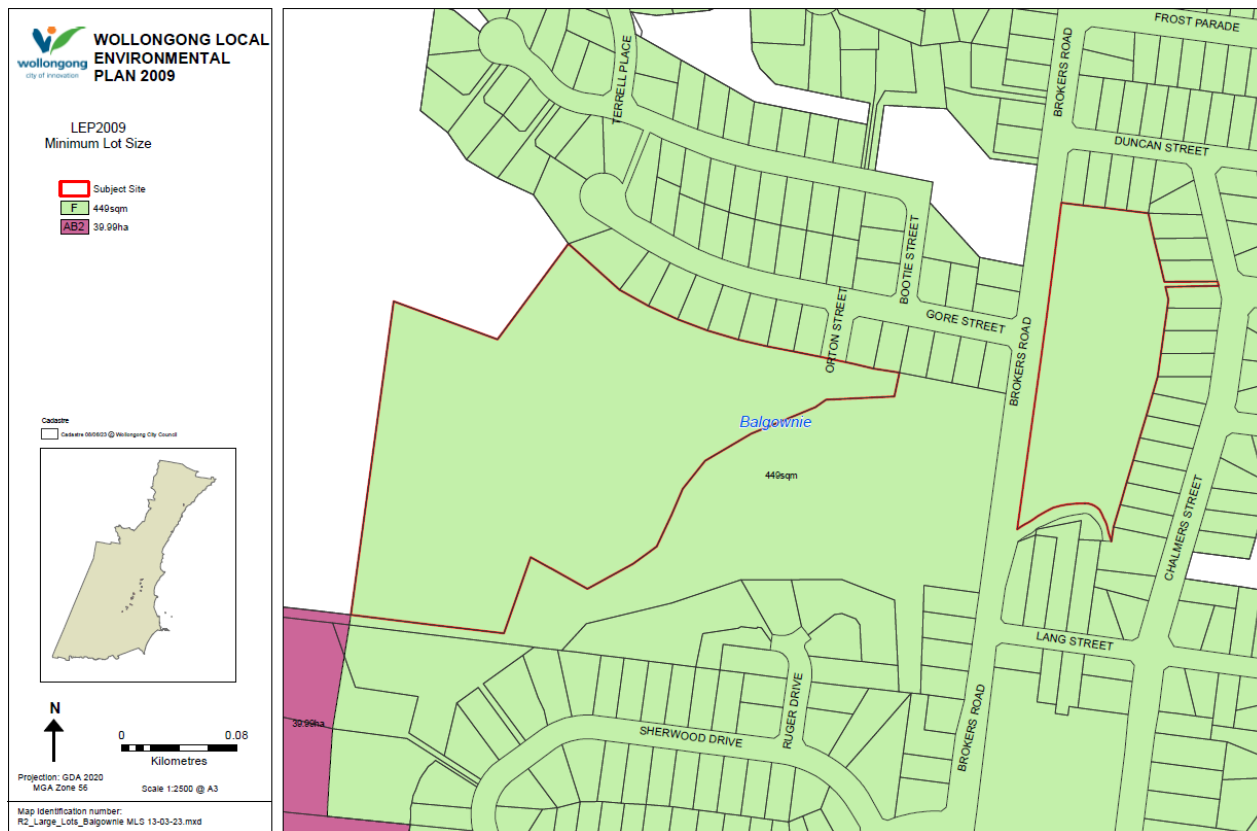 wollongong
city of innovation
WOLLONGONG LOCAL
ENVIRONMENTAL
PLAN 2009
LEP2009
Minimum Lot Size
Subject Site
F 449sqm
AB2 39.99ha
Cadastre
Cadastre 08/08/23 © Wollongong City Council
N
0 0.08
Kilometres
Projection: GDA 2020
MGA Zone 56
Scale 1:2500 @ A3
Map Identification number:
R2_Large_Lots_Balgownie MLS 13-03-23.mxd
FROST PARADE
BROKERS ROAD
TERRELL PLACE
DUNCAN STREET
BOOTIE STREET
ORTON STREET
GORE STREET
BROKERS ROAD
Balgownie
449sqm
CHALMERS STREET
LANG STREET
RUGER DRIVE
BROKERS ROAD
39.99ha
SHERWOOD DRIVE